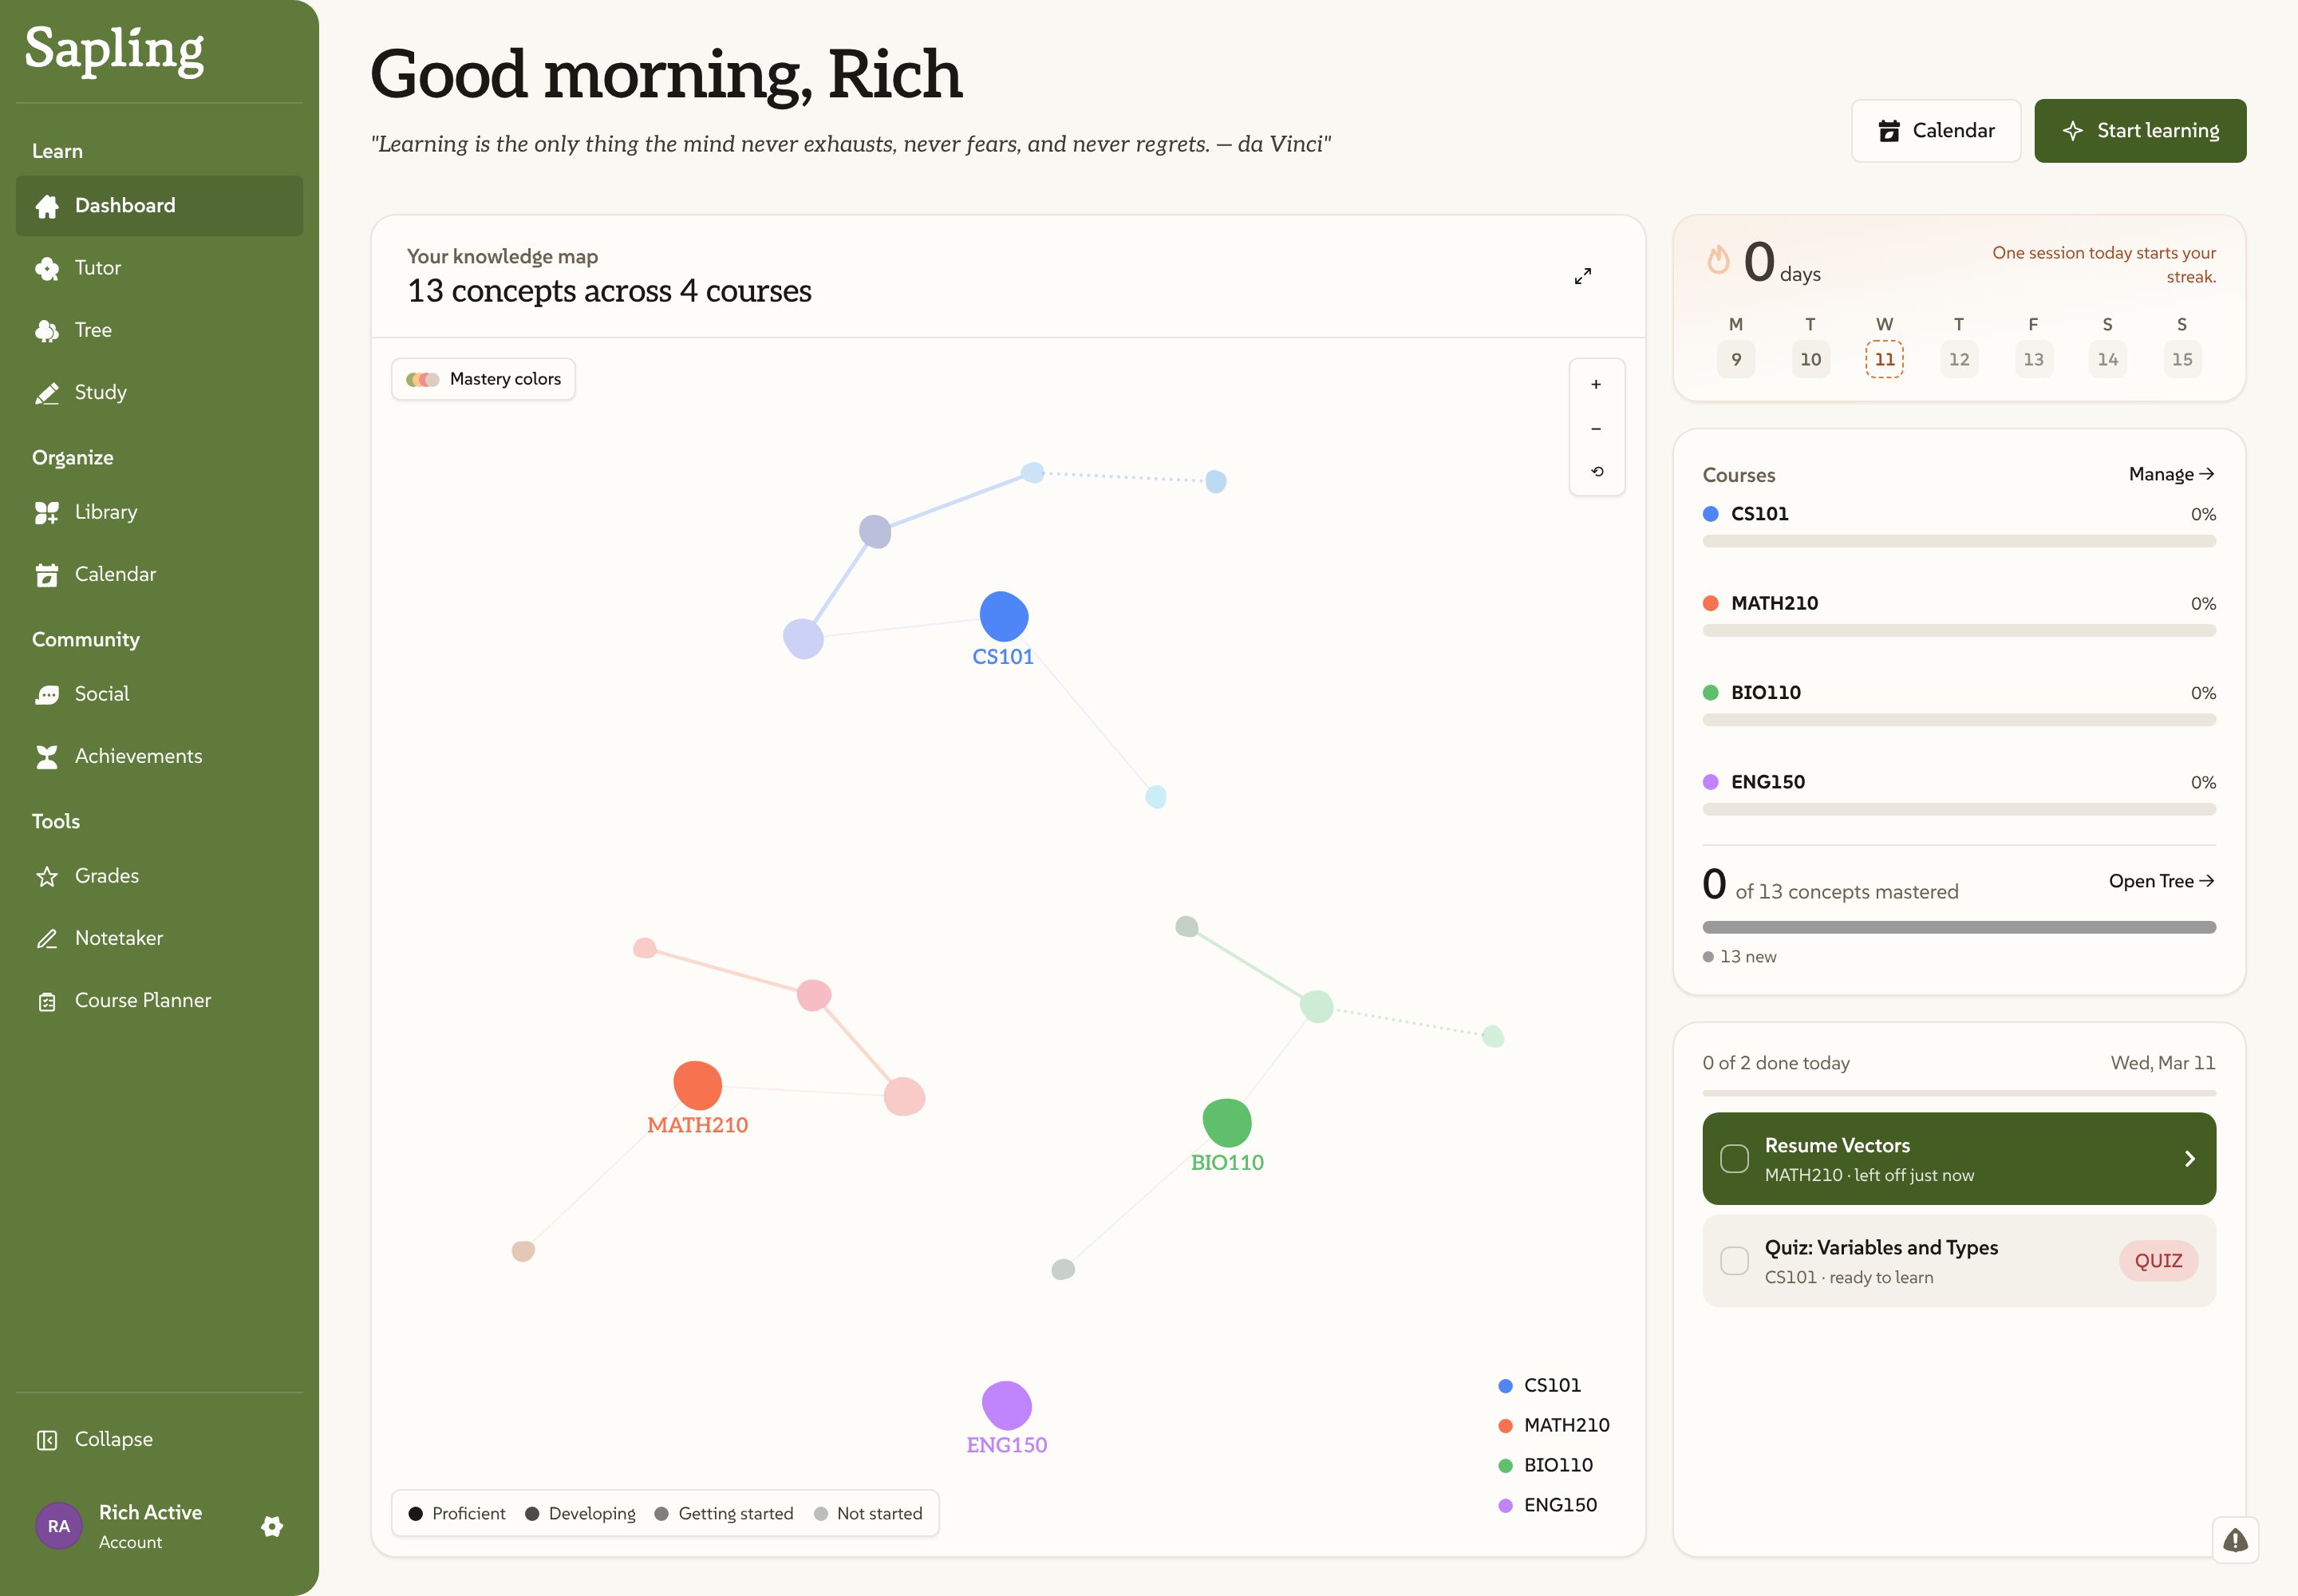 Sapling
Learn
Dashboard
Tutor
Tree
Study
Organize
Library
Calendar
Community
Social
Achievements
Tools
Grades
Notetaker
Course Planner
Collapse
RA
Rich Active
Account
Good morning, Rich
"Learning is the only thing the mind never exhausts, never fears, and never regrets. — da Vinci"
Calendar
Start learning
Your knowledge map
13 concepts across 4 courses
Mastery colors
+
−
⟲
CS101
MATH210
BIO110
ENG150
CS101
MATH210
BIO110
ENG150
Proficient
Developing
Getting started
Not started
0 days
One session today starts your
streak.
M T W T F S S
9 10 11 12 13 14 15
Courses
Manage →
CS101 0%
MATH210 0%
BIO110 0%
ENG150 0%
0 of 13 concepts mastered
Open Tree →
13 new
0 of 2 done today
Wed, Mar 11
Resume Vectors
MATH210 · left off just now
Quiz: Variables and Types
CS101 · ready to learn
QUIZ